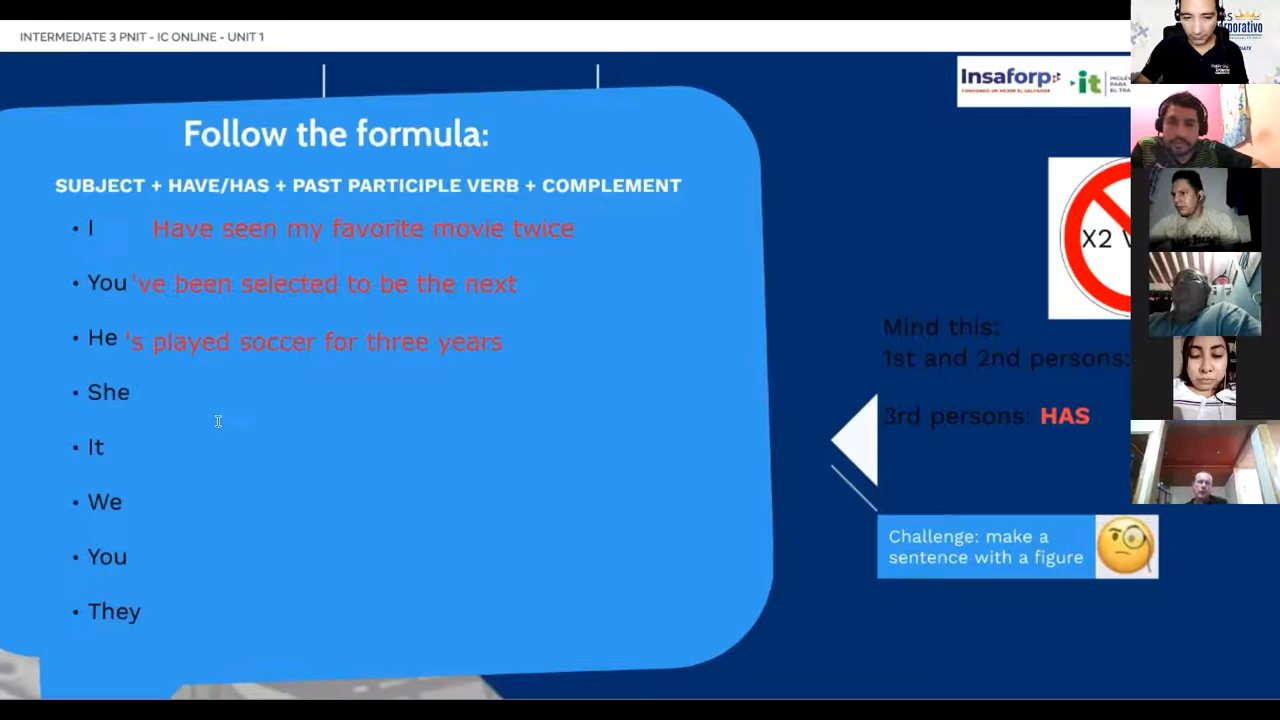 INTERMEDIATE 3 PNIT - IC ONLINE - UNIT 1
Insaforp
it
Follow the formula:
SUBJECT + HAVE/HAS + PAST PARTICIPLE VERB + COMPLEMENT
• I Have seen my favorite movie twice
• You 've been selected to be the next
• He 's played soccer for three years
• She
• It
• We
• You
• They
X2
Mind this:
1st and 2nd persons:
3rd persons: HAS
Challenge: make a
sentence with a figure